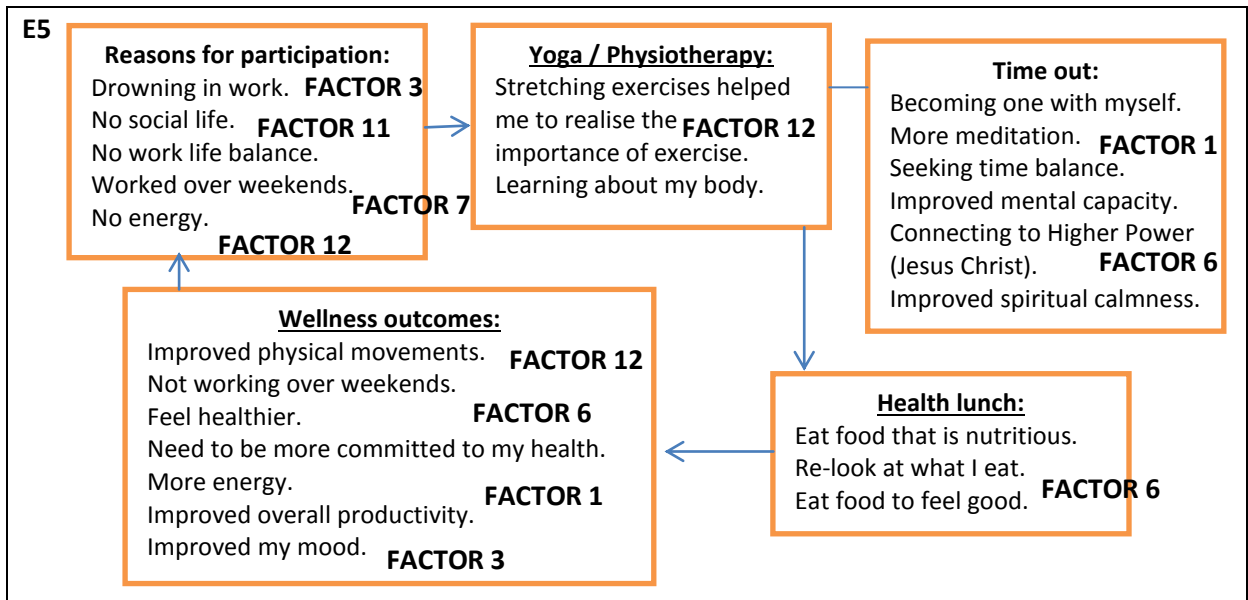 E5
Reasons for participation:
Drowning in work. FACTOR 3
No social life. FACTOR 11
No work life balance.
Worked over weekends.
FACTOR 7
No energy.
FACTOR 12
Yoga / Physiotherapy:
Stretching exercises helped
me to realise the FACTOR 12
importance of exercise.
Learning about my body.
Time out:
Becoming one with myself.
More meditation. FACTOR 1
Seeking time balance.
Improved mental capacity.
Connecting to Higher Power
(Jesus Christ). FACTOR 6
Improved spiritual calmness.
Wellness outcomes:
Improved physical movements. FACTOR 12
Not working over weekends.
Feel healthier. FACTOR 6
Need to be more committed to my health.
More energy. FACTOR 1
Improved overall productivity.
Improved my mood. FACTOR 3
Health lunch:
Eat food that is nutritious.
Re-look at what I eat.
Eat food to feel good. FACTOR 6